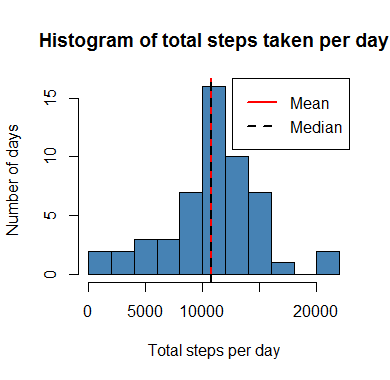 Histogram of total steps taken per day
Mean
Median
Number of days
15
10
5
0
0 5000 10000 20000
Total steps per day